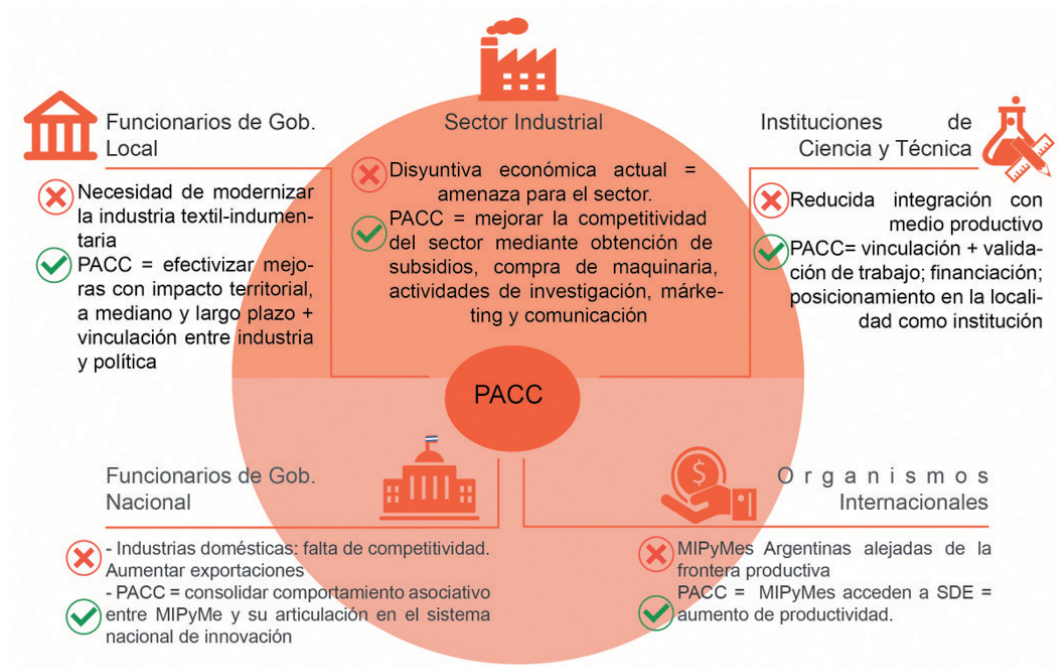 Funcionarios de Gob.
Local
Necesidad de modernizar
la industria textil-indumen-
taria
PACC = efectivizar mejo-
ras con impacto territorial,
a mediano y largo plazo +
vinculación entre industria
y política
Sector Industrial
Disyuntiva económica actual =
amenaza para el sector.
PACC = mejorar la competitividad
del sector mediante obtención de
subsidios, compra de maquinaria,
actividades de investigación, márke-
ting y comunicación
Instituciones de
Ciencia y Técnica
Reducida integración con
medio productivo
PACC= vinculación + valida-
ción de trabajo; financiación;
posicionamiento en la locali-
dad como institución
PACC
Funcionarios de Gob.
Nacional
- Industrias domésticas: falta de competitividad.
Aumentar exportaciones
- PACC = consolidar comportamiento asociativo
entre MIPyMe y su articulación en el sistema
nacional de innovación
$
Organismos
Internacionales
MIPyMes Argentinas alejadas de la
frontera productiva
PACC = MIPyMes acceden a SDE =
aumento de productividad.